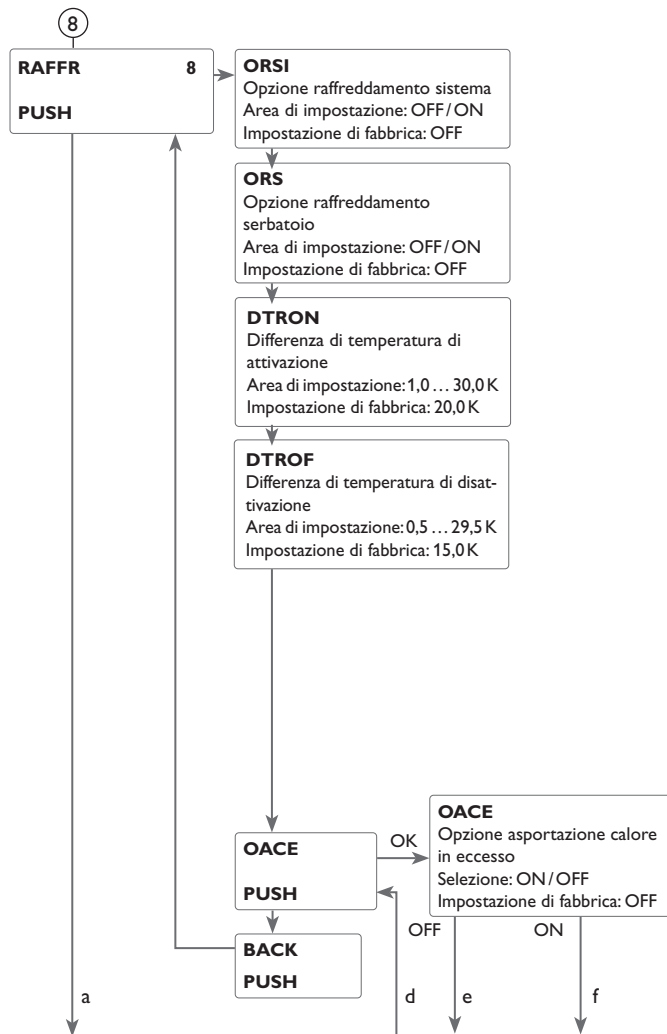 8
RAFFR 8
PUSH
ORSI
Opzione raffreddamento sistema
Area di impostazione: OFF/ON
Impostazione di fabbrica: OFF
ORS
Opzione raffreddamento
serbatoio
Area di impostazione: OFF/ON
Impostazione di fabbrica: OFF
DTRON
Differenza di temperatura di
attivazione
Area di impostazione: 1,0 … 30,0 K
Impostazione di fabbrica: 20,0 K
DTROF
Differenza di temperatura di disat-
tivazione
Area di impostazione: 0,5 … 29,5 K
Impostazione di fabbrica: 15,0 K
OACE
PUSH
OK
OACE
Opzione asportazione calore
in eccesso
Selezione: ON/OFF
Impostazione di fabbrica: OFF
BACK
PUSH
OFF ON
a d e f